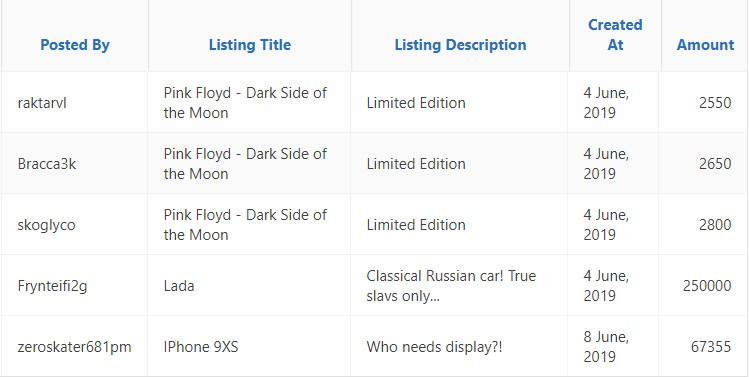 Posted By Listing Title Listing Description Created At Amount
raktarvl Pink Floyd - Dark Side of the Moon Limited Edition 4 June, 2019 2550
Bracca3k Pink Floyd - Dark Side of the Moon Limited Edition 4 June, 2019 2650
skoglyco Pink Floyd - Dark Side of the Moon Limited Edition 4 June, 2019 2800
Frynteifi2g Lada Classical Russian car! True slavs only... 4 June, 2019 250000
zeroskater681pm IPhone 9XS Who needs display?! 8 June, 2019 67355